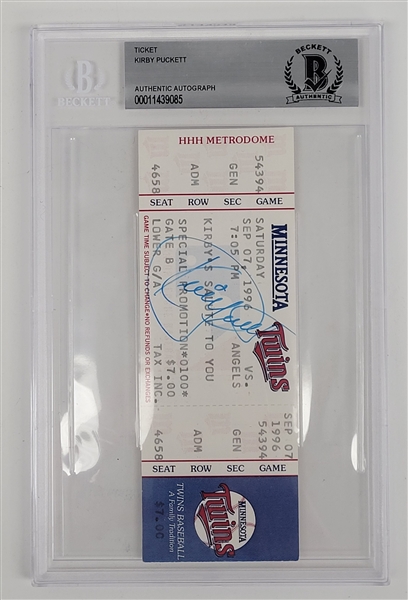 TICKET
KIRBY PUCKETT
AUTHENTIC AUTOGRAPH
00011439085
BECKETT
BECKETT
B
AUTHENTIC
HHH METRODOME
4658 ADM GEN 54394
SEAT ROW SEC GAME
MINNESOTA
Twins
SATURDAY
SEP 07, 1996 VS.
7:05 PM ANGELS
KIRBY'S SALUTE TO YOU
SPECIAL PROMOTION*0100*
GATE B $7.00
LOWER G/A TAX INC.
GAME TIME SUBJECT TO CHANGE•NO REFUNDS OR EXCHANGES
SEP 07
1996
4658 ADM GEN 54394
SEAT ROW SEC GAME
MINNESOTA
Twins
TWINS BASEBALL
A Family Tradition
$7.00